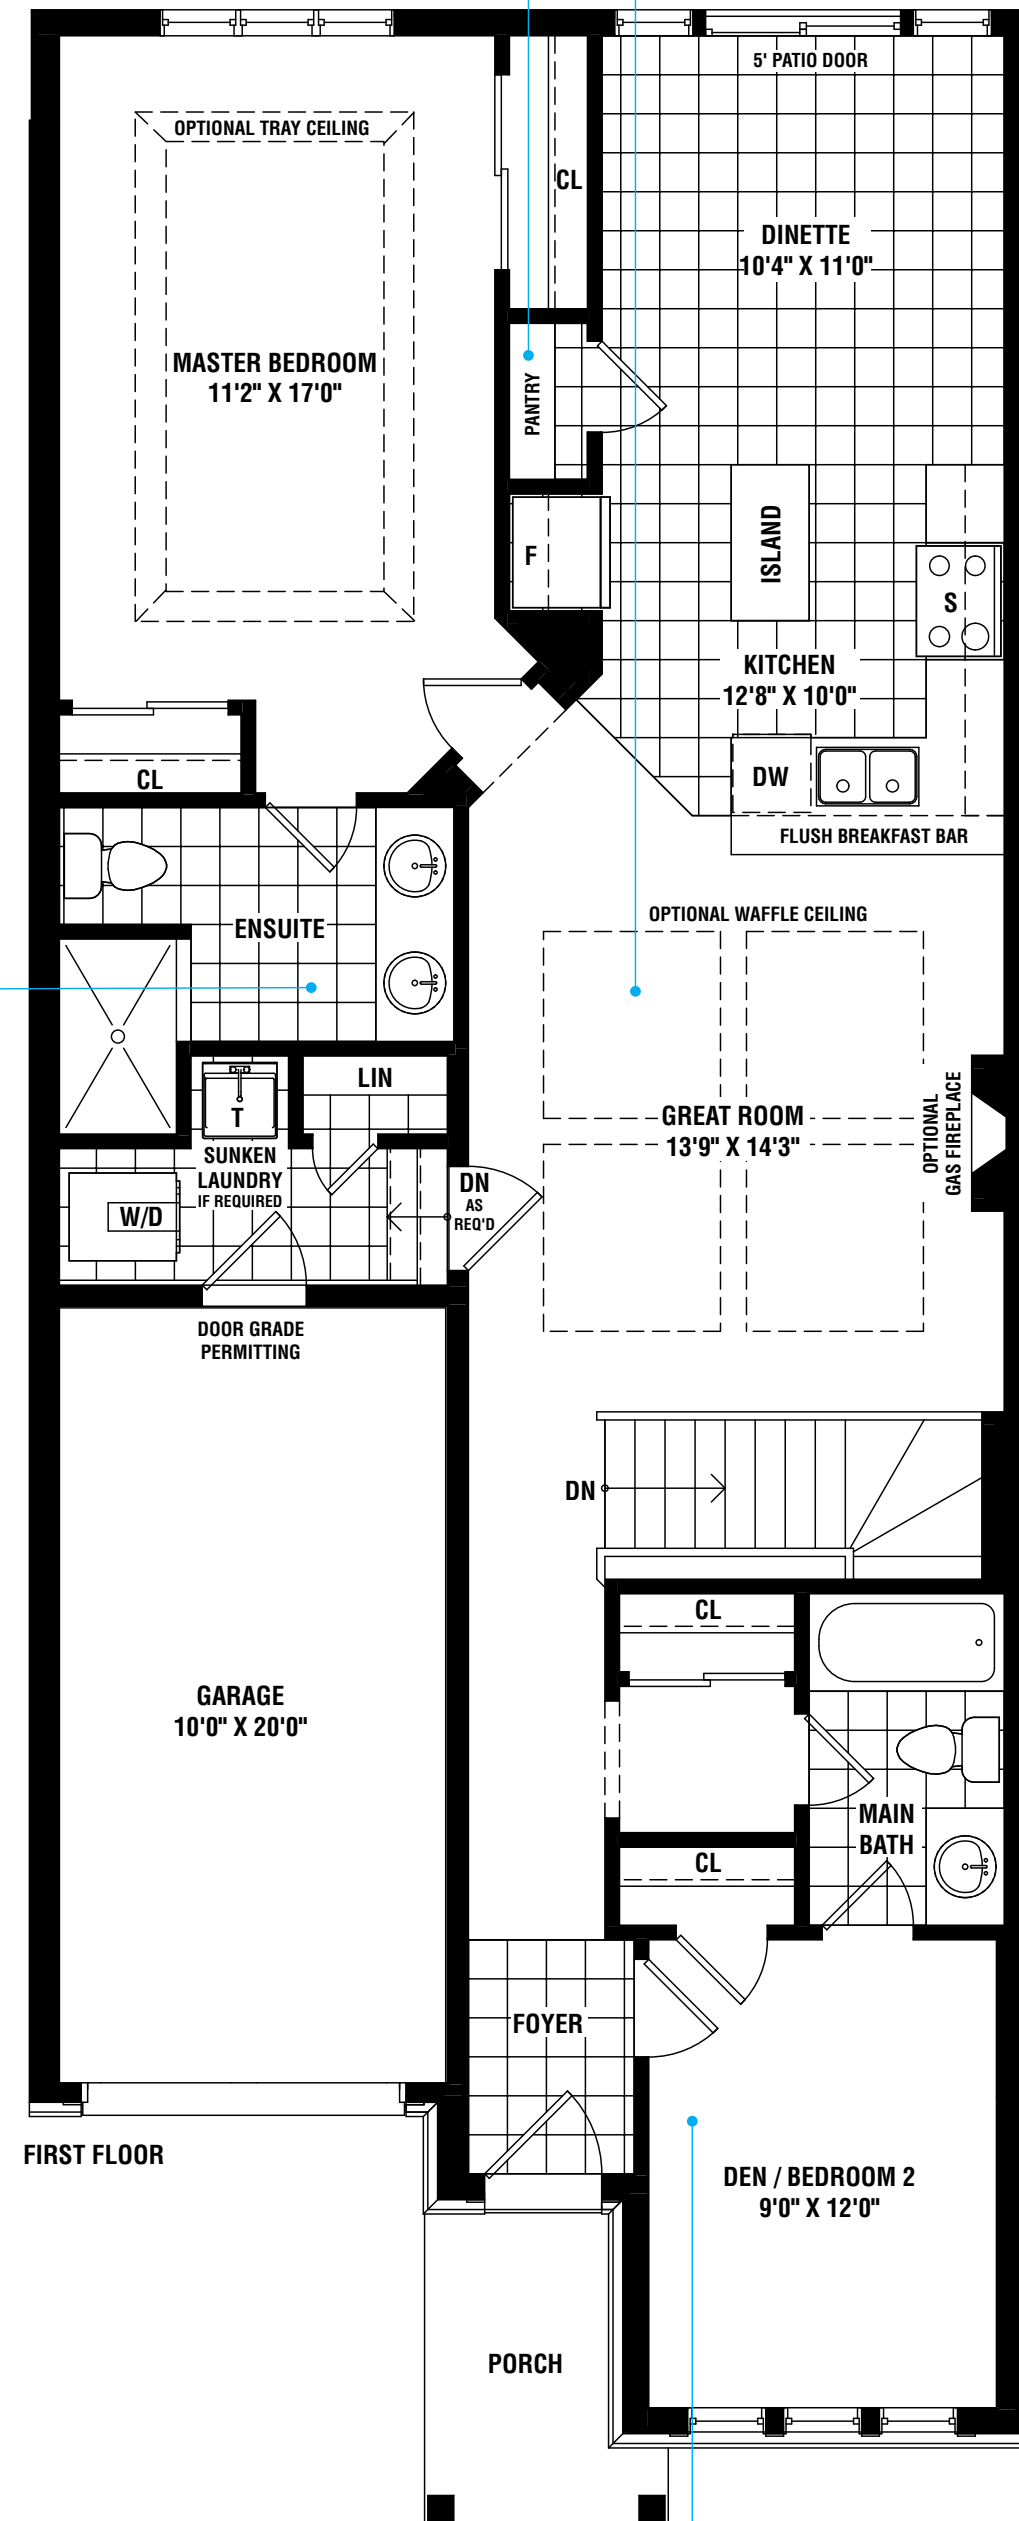 5' PATIO DOOR
OPTIONAL TRAY CEILING
CL
DINETTE
10'4" X 11'0"
MASTER BEDROOM
11'2" X 17'0"
PANTRY
F
ISLAND
S
KITCHEN
12'8" X 10'0"
CL
DW
FLUSH BREAKFAST BAR
ENSUITE
OPTIONAL WAFFLE CEILING
LIN
T
GREAT ROOM
13'9" X 14'3"
OPTIONAL
GAS FIREPLACE
SUNKEN
LAUNDRY
IF REQUIRED
W/D
DN
AS
REQ'D
DOOR GRADE
PERMITTING
DN
CL
GARAGE
10'0" X 20'0"
MAIN
BATH
CL
FOYER
FIRST FLOOR
DEN / BEDROOM 2
9'0" X 12'0"
PORCH